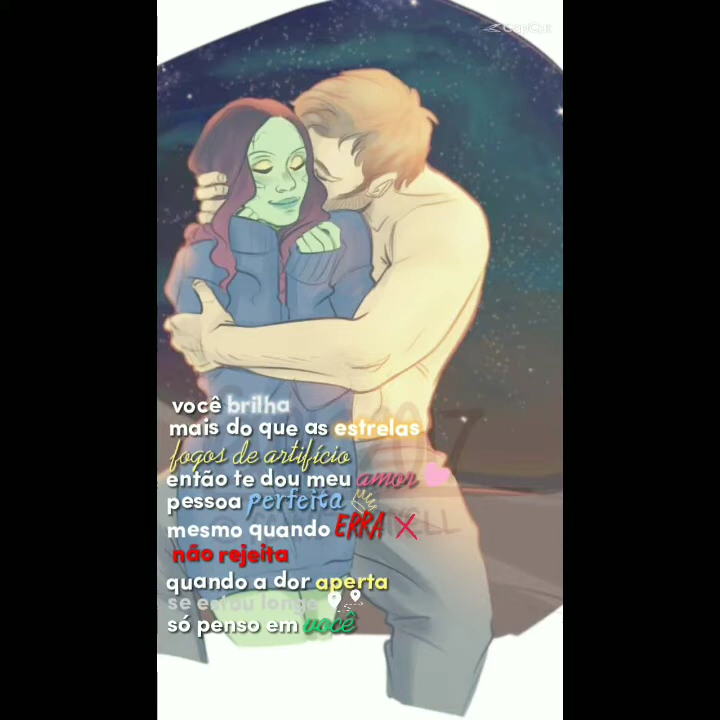 CapCut
você brilha
mais do que as estrelas
fogos de artifício
então te dou meu amor
pessoa perfeita
mesmo quando ERRA
não rejeita
quando a dor aperta
se estou longe
só penso em você